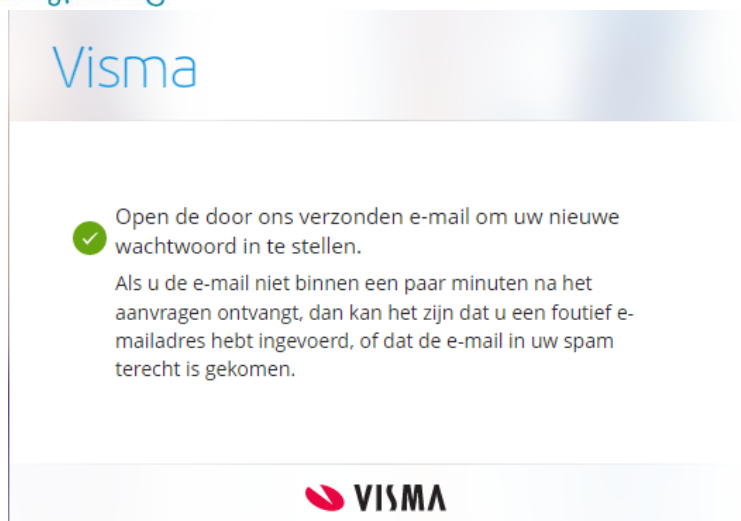 Visma
Open de door ons verzonden e-mail om uw nieuwe
wachtwoord in te stellen.
Als u de e-mail niet binnen een paar minuten na het
aanvragen ontvangt, dan kan het zijn dat u een foutief e-
mailadres hebt ingevoerd, of dat de e-mail in uw spam
terecht is gekomen.
VISMA